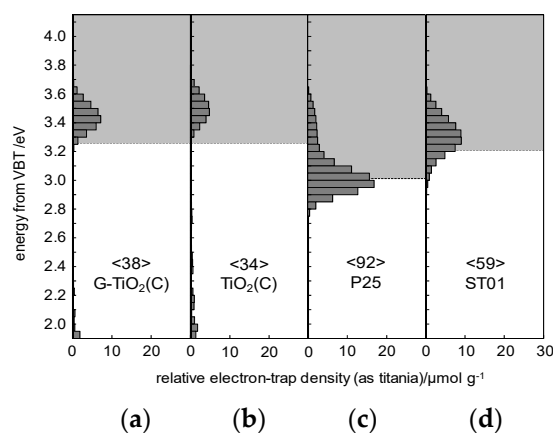 energy from VBT /eV
4.0
3.8
3.6
3.4
3.2
3.0
2.8
2.6
2.4
2.2
2.0
<38>
G-TiO₂(C)
<34>
TiO₂(C)
<92>
P25
<59>
ST01
0 10 20 0 10 20 0 10 20 0 10 20 30
relative electron-trap density (as titania)/μmol g⁻¹
(a) (b) (c) (d)